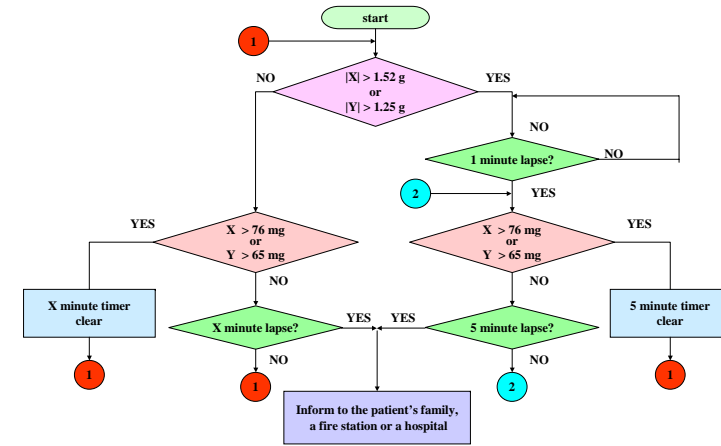 start
1
|X| > 1.52 g
or
|Y| > 1.25 g
NO
YES
NO
1 minute lapse?
NO
2
YES
YES
X > 76 mg
or
Y > 65 mg
NO
X > 76 mg
or
Y > 65 mg
YES
NO
X minute timer
clear
X minute lapse?
YES
YES
5 minute lapse?
5 minute timer
clear
1
NO
1
NO
2
1
Inform to the patient's family,
a fire station or a hospital